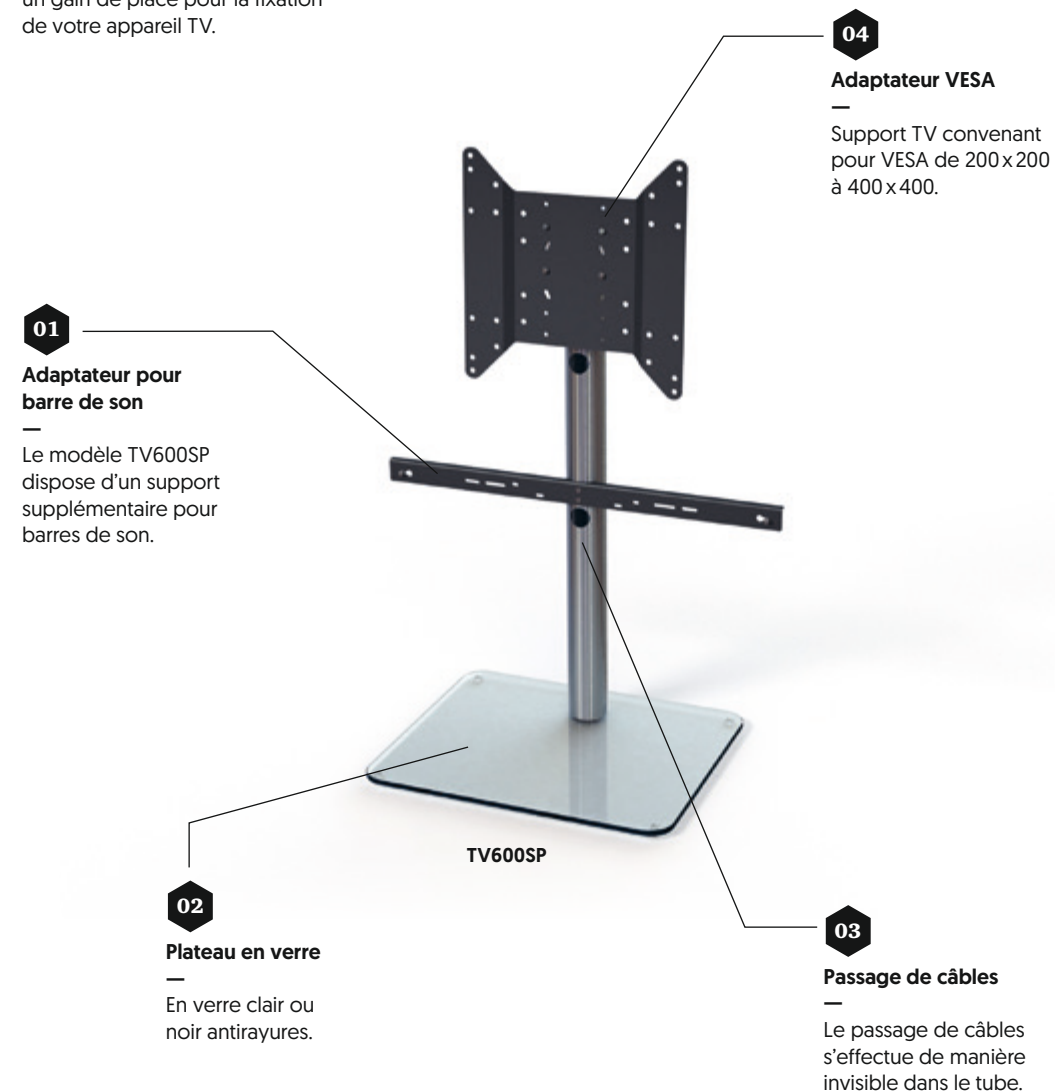 un gain de place pour la fixation
de votre appareil TV.
04
Adaptateur VESA
—
Support TV convenant
pour VESA de 200 x 200
à 400 x 400.
01
Adaptateur pour
barre de son
—
Le modèle TV600SP
dispose d'un support
supplémentaire pour
barres de son.
TV600SP
02
Plateau en verre
—
En verre clair ou
noir antirayures.
03
Passage de câbles
—
Le passage de câbles
s'effectue de manière
invisible dans le tube.